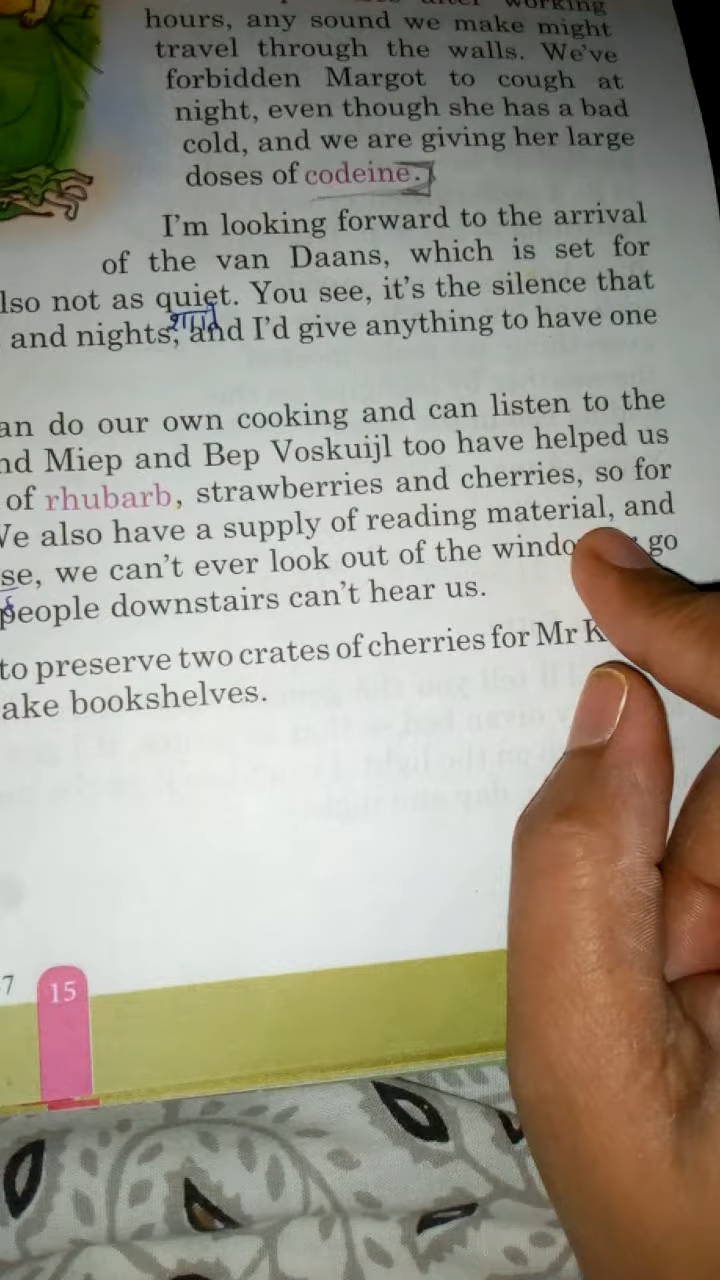 working
hours, any sound we make might
travel through the walls. We've
forbidden Margot to cough at
night, even though she has a bad
cold, and we are giving her large
doses of codeine.
I'm looking forward to the arrival
of the van Daans, which is set for
lso not as quiet. You see, it's the silence that
and nights, and I'd give anything to have one
शान्त
an do our own cooking and can listen to the
nd Miep and Bep Voskuijl too have helped us
of rhubarb, strawberries and cherries, so for
Ve also have a supply of reading material, and
se, we can't ever look out of the windo go
people downstairs can't hear us.
to preserve two crates of cherries for Mr K
ake bookshelves.
7 15